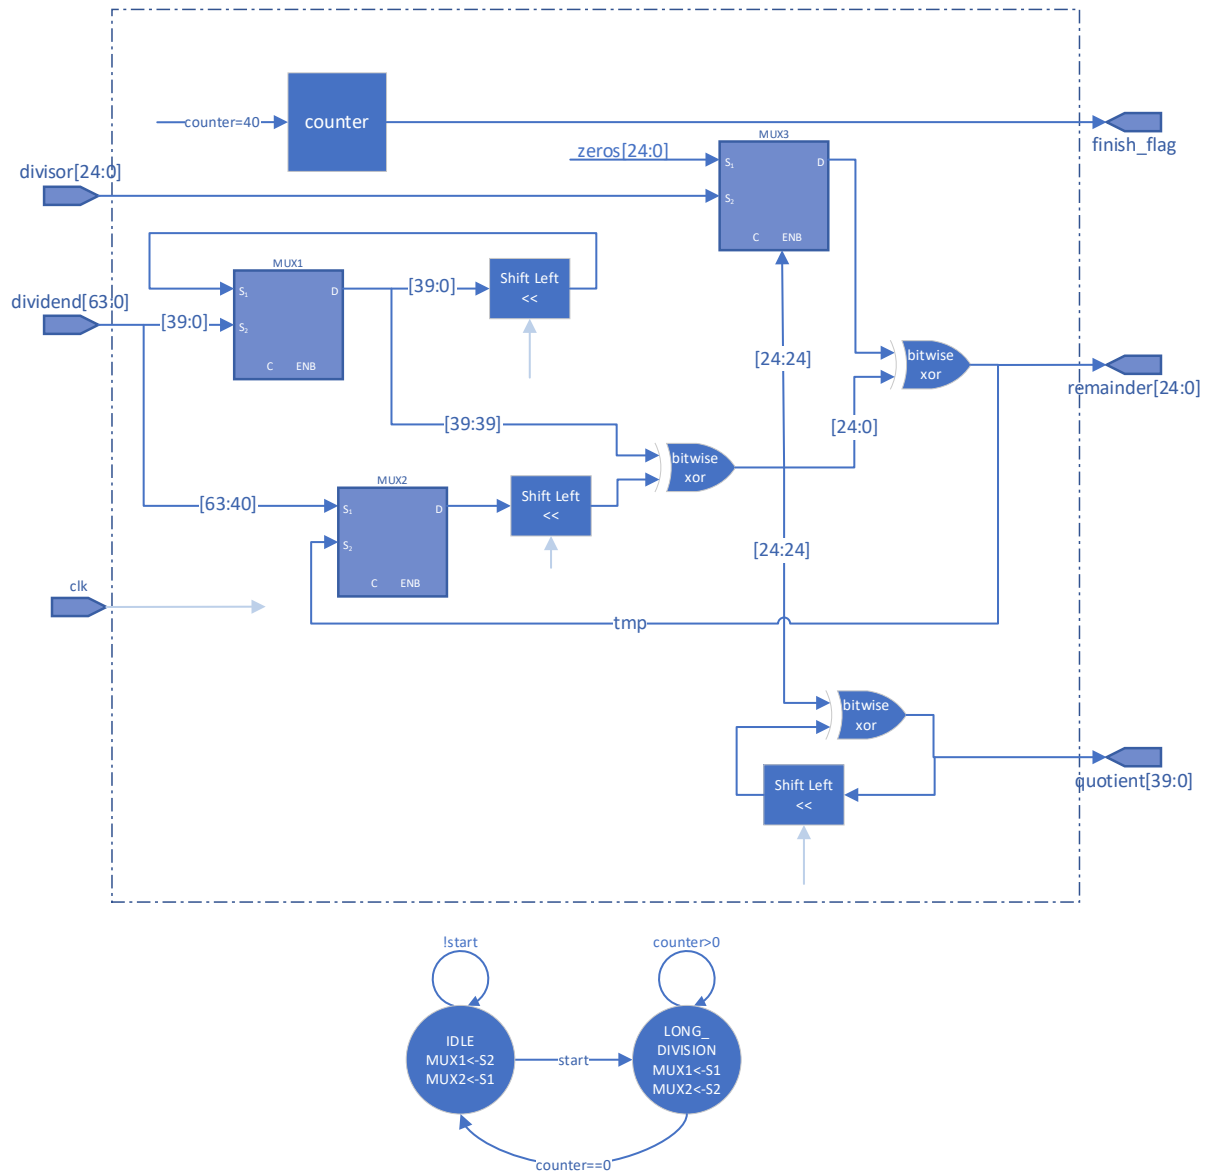 counter=40
counter
finish_flag
MUX3
zeros[24:0]
S₁
D
S₂
C ENB
divisor[24:0]
MUX1
S₁
D
S₂
C ENB
[39:0]
Shift Left
<<
dividend[63:0]
[39:0]
[24:24]
bitwise
xor
remainder[24:0]
[39:39]
[24:0]
bitwise
xor
MUX2
[63:40]
S₁
D
S₂
C ENB
Shift Left
<<
[24:24]
clk
tmp
bitwise
xor
Shift Left
<<
quotient[39:0]
!start
counter>0
IDLE
MUX1<-S2
MUX2<-S1
start
LONG_
DIVISION
MUX1<-S1
MUX2<-S2
counter==0